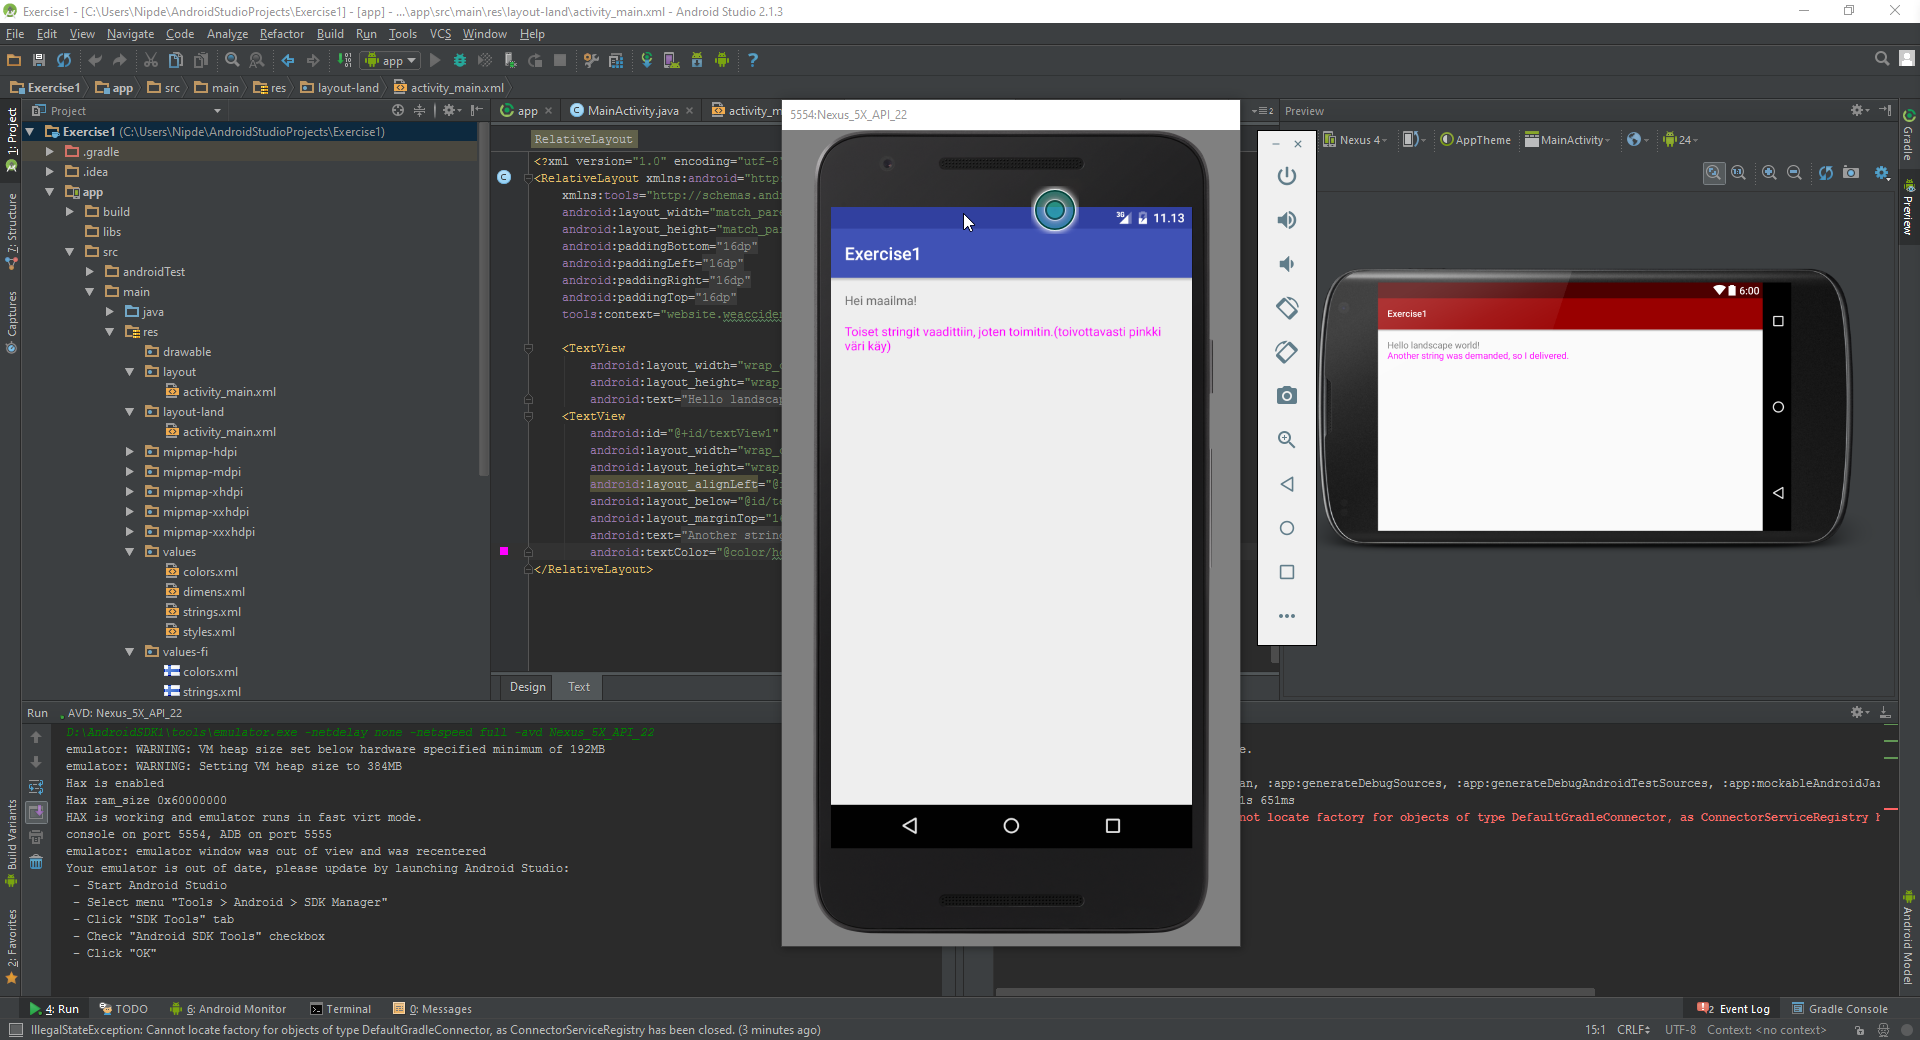 Exercise1 - [C:\Users\Nipde\AndroidStudioProjects\Exercise1] - [app] - ...\app\src\main\res\layout-land\activity_main.xml - Android Studio 2.1.3
File Edit View Navigate Code Analyze Refactor Build Run Tools VCS Window Help
app
Exercise1 app src main res layout-land activity_main.xml
1: Project
7: Structure
Captures
Build Variants
2: Favorites
Project
Exercise1 (C:\Users\Nipde\AndroidStudioProjects\Exercise1)
.gradle
.idea
app
build
libs
src
androidTest
main
java
res
drawable
layout
activity_main.xml
layout-land
activity_main.xml
mipmap-hdpi
mipmap-mdpi
mipmap-xhdpi
mipmap-xxhdpi
mipmap-xxxhdpi
values
colors.xml
dimens.xml
strings.xml
styles.xml
values-fi
colors.xml
strings.xml
app MainActivity.java activity_m
RelativeLayout
<?xml version="1.0" encoding="utf-8"
<RelativeLayout xmlns:android="http:
xmlns:tools="http://schemas.and
android:layout_width="match_pare
android:layout_height="match_pa
android:paddingBottom="16dp"
android:paddingLeft="16dp"
android:paddingRight="16dp"
android:paddingTop="16dp"
tools:context="website.weacciden
<TextView
android:layout_width="wrap_c
android:layout_height="wrap_
android:text="Hello landscap
<TextView
android:id="@+id/textView1"
android:layout_width="wrap_c
android:layout_height="wrap_
android:layout_alignLeft="@
android:layout_below="@id/te
android:layout_marginTop="1
android:text="Another string
android:textColor="@color/ho
</RelativeLayout>
Design Text
5554:Nexus_5X_API_22
3G 11.13
Exercise1
Hei maailma!
Toiset stringit vaadittiin, joten toimitin.(toivottavasti pinkki
väri käy)
2
Preview
Nexus 4 AppTheme MainActivity 24
1:1
6:00
Exercise1
Hello landscape world!
Another string was demanded, so I delivered.
Gradle
Preview
Android Model
Run AVD: Nexus_5X_API_22
D:\AndroidSDK1\tools\emulator.exe -netdelay none -netspeed full -avd Nexus_5X_API_22
emulator: WARNING: VM heap size set below hardware specified minimum of 192MB
emulator: WARNING: Setting VM heap size to 384MB
Hax is enabled
Hax ram_size 0x60000000
HAX is working and emulator runs in fast virt mode.
console on port 5554, ADB on port 5555
emulator: emulator window was out of view and was recentered
Your emulator is out of date, please update by launching Android Studio:
- Start Android Studio
- Select menu "Tools > Android > SDK Manager"
- Click "SDK Tools" tab
- Check "Android SDK Tools" checkbox
- Click "OK"
e.
an, :app:generateDebugSources, :app:generateDebugAndroidTestSources, :app:mockableAndroidJar
1s 651ms
not locate factory for objects of type DefaultGradleConnector, as ConnectorServiceRegistry h
4: Run TODO 6: Android Monitor Terminal 0: Messages 2 Event Log Gradle Console
IllegalStateException: Cannot locate factory for objects of type DefaultGradleConnector, as ConnectorServiceRegistry has been closed. (3 minutes ago) 15:1 CRLF UTF-8 Context: <no context>